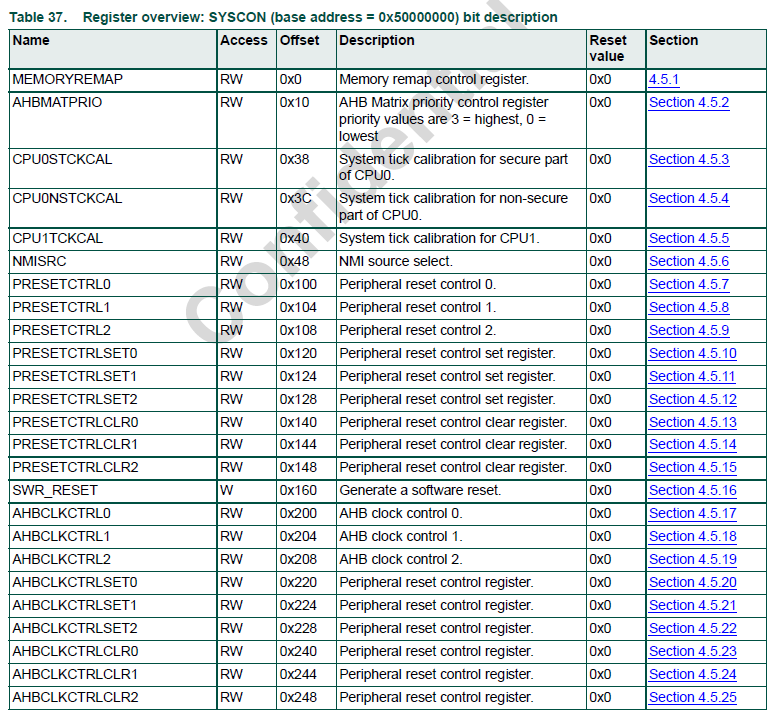 Table 37. Register overview: SYSCON (base address = 0x50000000) bit description
Name Access Offset Description Reset value Section
MEMORYREMAP RW 0x0 Memory remap control register. 0x0 4.5.1
AHBMATPRIO RW 0x10 AHB Matrix priority control register 0x0 Section 4.5.2
priority values are 3 = highest, 0 =
lowest
CPU0STCKCAL RW 0x38 System tick calibration for secure part 0x0 Section 4.5.3
of CPU0.
CPU0NSTCKCAL RW 0x3C System tick calibration for non-secure 0x0 Section 4.5.4
part of CPU0.
CPU1TCKCAL RW 0x40 System tick calibration for CPU1. 0x0 Section 4.5.5
NMISRC RW 0x48 NMI source select. 0x0 Section 4.5.6
PRESETCTRL0 RW 0x100 Peripheral reset control 0. 0x0 Section 4.5.7
PRESETCTRL1 RW 0x104 Peripheral reset control 1. 0x0 Section 4.5.8
PRESETCTRL2 RW 0x108 Peripheral reset control 2. 0x0 Section 4.5.9
PRESETCTRLSET0 RW 0x120 Peripheral reset control set register. 0x0 Section 4.5.10
PRESETCTRLSET1 RW 0x124 Peripheral reset control set register. 0x0 Section 4.5.11
PRESETCTRLSET2 RW 0x128 Peripheral reset control set register. 0x0 Section 4.5.12
PRESETCTRLCLR0 RW 0x140 Peripheral reset control clear register. 0x0 Section 4.5.13
PRESETCTRLCLR1 RW 0x144 Peripheral reset control clear register. 0x0 Section 4.5.14
PRESETCTRLCLR2 RW 0x148 Peripheral reset control clear register. 0x0 Section 4.5.15
SWR_RESET W 0x160 Generate a software reset. 0x0 Section 4.5.16
AHBCLKCTRL0 RW 0x200 AHB clock control 0. 0x0 Section 4.5.17
AHBCLKCTRL1 RW 0x204 AHB clock control 1. 0x0 Section 4.5.18
AHBCLKCTRL2 RW 0x208 AHB clock control 2. 0x0 Section 4.5.19
AHBCLKCTRLSET0 RW 0x220 Peripheral reset control register. 0x0 Section 4.5.20
AHBCLKCTRLSET1 RW 0x224 Peripheral reset control register. 0x0 Section 4.5.21
AHBCLKCTRLSET2 RW 0x228 Peripheral reset control register. 0x0 Section 4.5.22
AHBCLKCTRLCLR0 RW 0x240 Peripheral reset control register. 0x0 Section 4.5.23
AHBCLKCTRLCLR1 RW 0x244 Peripheral reset control register. 0x0 Section 4.5.24
AHBCLKCTRLCLR2 RW 0x248 Peripheral reset control register. 0x0 Section 4.5.25